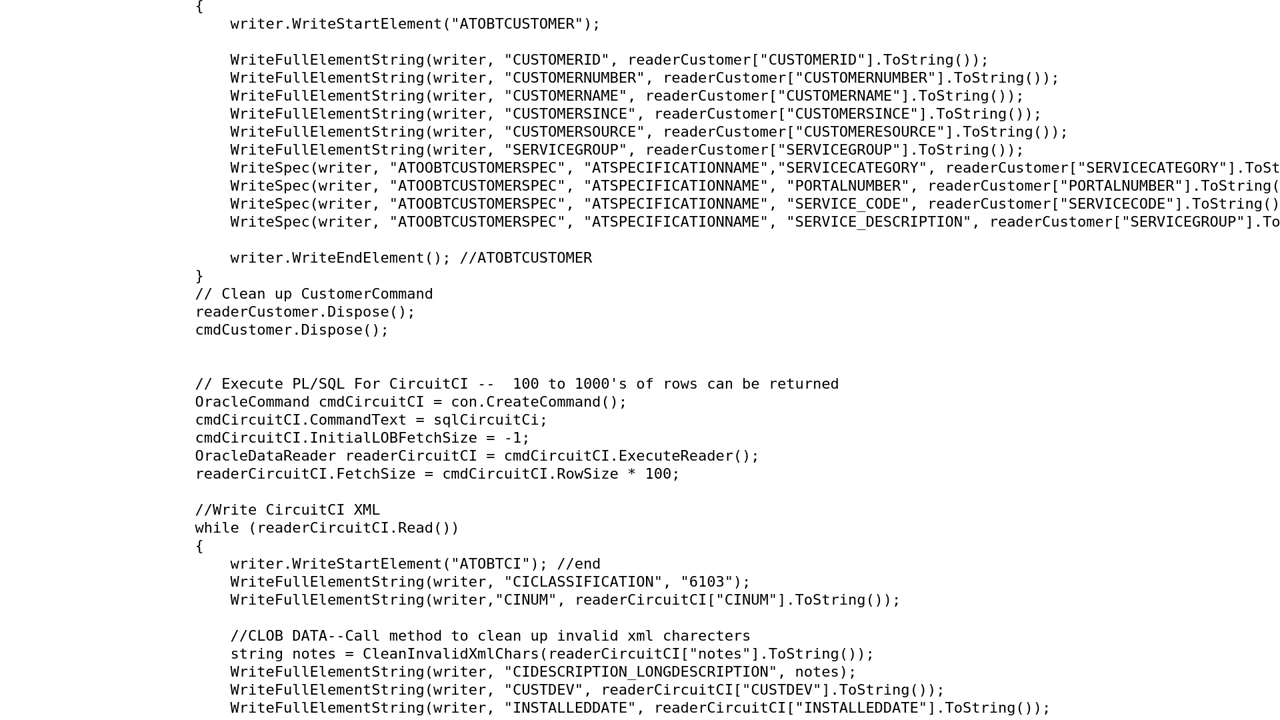 {
writer.WriteStartElement("ATOBTCUSTOMER");
WriteFullElementString(writer, "CUSTOMERID", readerCustomer["CUSTOMERID"].ToString());
WriteFullElementString(writer, "CUSTOMERNUMBER", readerCustomer["CUSTOMERNUMBER"].ToString());
WriteFullElementString(writer, "CUSTOMERNAME", readerCustomer["CUSTOMERNAME"].ToString());
WriteFullElementString(writer, "CUSTOMERSINCE", readerCustomer["CUSTOMERSINCE"].ToString());
WriteFullElementString(writer, "CUSTOMERSOURCE", readerCustomer["CUSTOMERESOURCE"].ToString());
WriteFullElementString(writer, "SERVICEGROUP", readerCustomer["SERVICEGROUP"].ToString());
WriteSpec(writer, "ATOOBTCUSTOMERSPEC", "ATSPECIFICATIONNAME","SERVICECATEGORY", readerCustomer["SERVICECATEGORY"].ToSt
WriteSpec(writer, "ATOOBTCUSTOMERSPEC", "ATSPECIFICATIONNAME", "PORTALNUMBER", readerCustomer["PORTALNUMBER"].ToString(
WriteSpec(writer, "ATOOBTCUSTOMERSPEC", "ATSPECIFICATIONNAME", "SERVICE_CODE", readerCustomer["SERVICECODE"].ToString()
WriteSpec(writer, "ATOOBTCUSTOMERSPEC", "ATSPECIFICATIONNAME", "SERVICE_DESCRIPTION", readerCustomer["SERVICEGROUP"].To
writer.WriteEndElement(); //ATOBTCUSTOMER
}
// Clean up CustomerCommand
readerCustomer.Dispose();
cmdCustomer.Dispose();
// Execute PL/SQL For CircuitCI --  100 to 1000's of rows can be returned
OracleCommand cmdCircuitCI = con.CreateCommand();
cmdCircuitCI.CommandText = sqlCircuitCi;
cmdCircuitCI.InitialLOBFetchSize = -1;
OracleDataReader readerCircuitCI = cmdCircuitCI.ExecuteReader();
readerCircuitCI.FetchSize = cmdCircuitCI.RowSize * 100;
//Write CircuitCI XML
while (readerCircuitCI.Read())
{
writer.WriteStartElement("ATOBTCI"); //end
WriteFullElementString(writer, "CICLASSIFICATION", "6103");
WriteFullElementString(writer,"CINUM", readerCircuitCI["CINUM"].ToString());
//CLOB DATA--Call method to clean up invalid xml charecters
string notes = CleanInvalidXmlChars(readerCircuitCI["notes"].ToString());
WriteFullElementString(writer, "CIDESCRIPTION_LONGDESCRIPTION", notes);
WriteFullElementString(writer, "CUSTDEV", readerCircuitCI["CUSTDEV"].ToString());
WriteFullElementString(writer, "INSTALLEDDATE", readerCircuitCI["INSTALLEDDATE"].ToString());